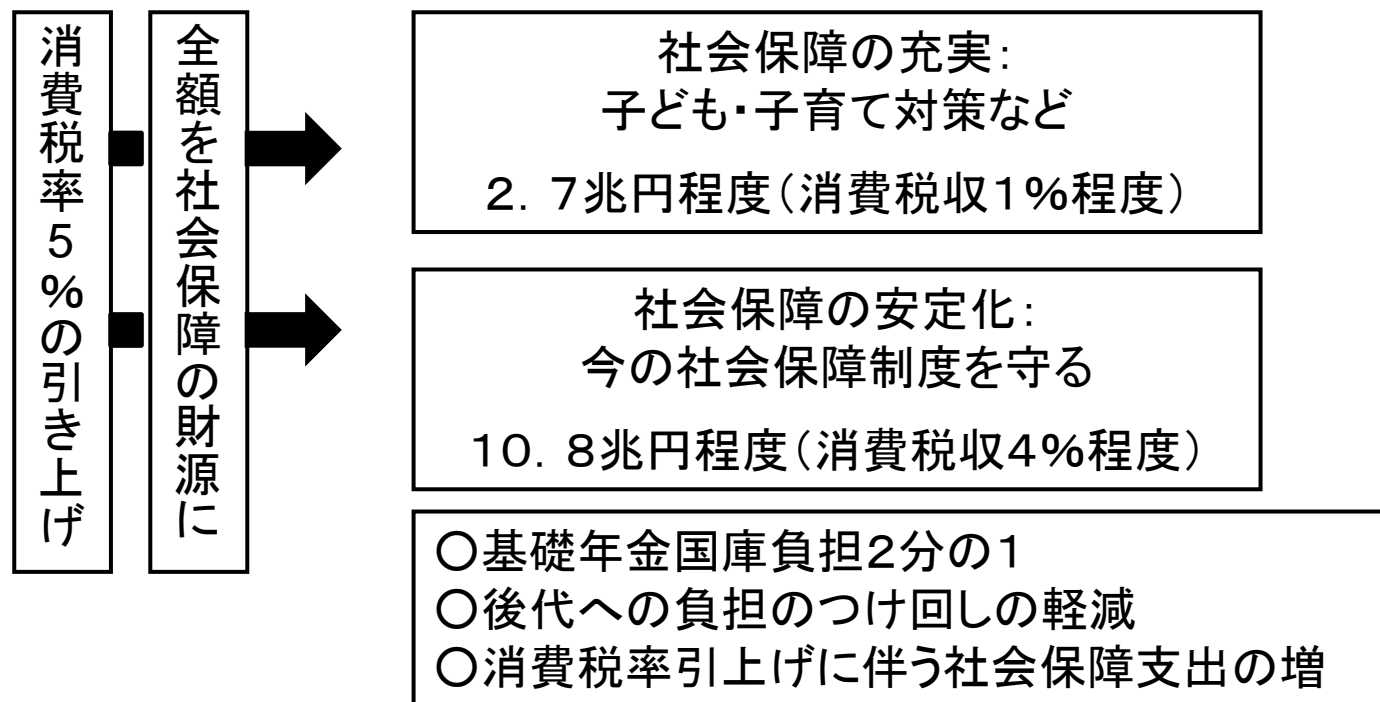 消費税率5%の引き上げ
全額を社会保障の財源に
社会保障の充実:
子ども・子育て対策など
2.7兆円程度(消費税収1%程度)
社会保障の安定化:
今の社会保障制度を守る
10.8兆円程度(消費税収4%程度)
○基礎年金国庫負担2分の1
○後代への負担のつけ回しの軽減
○消費税率引上げに伴う社会保障支出の増